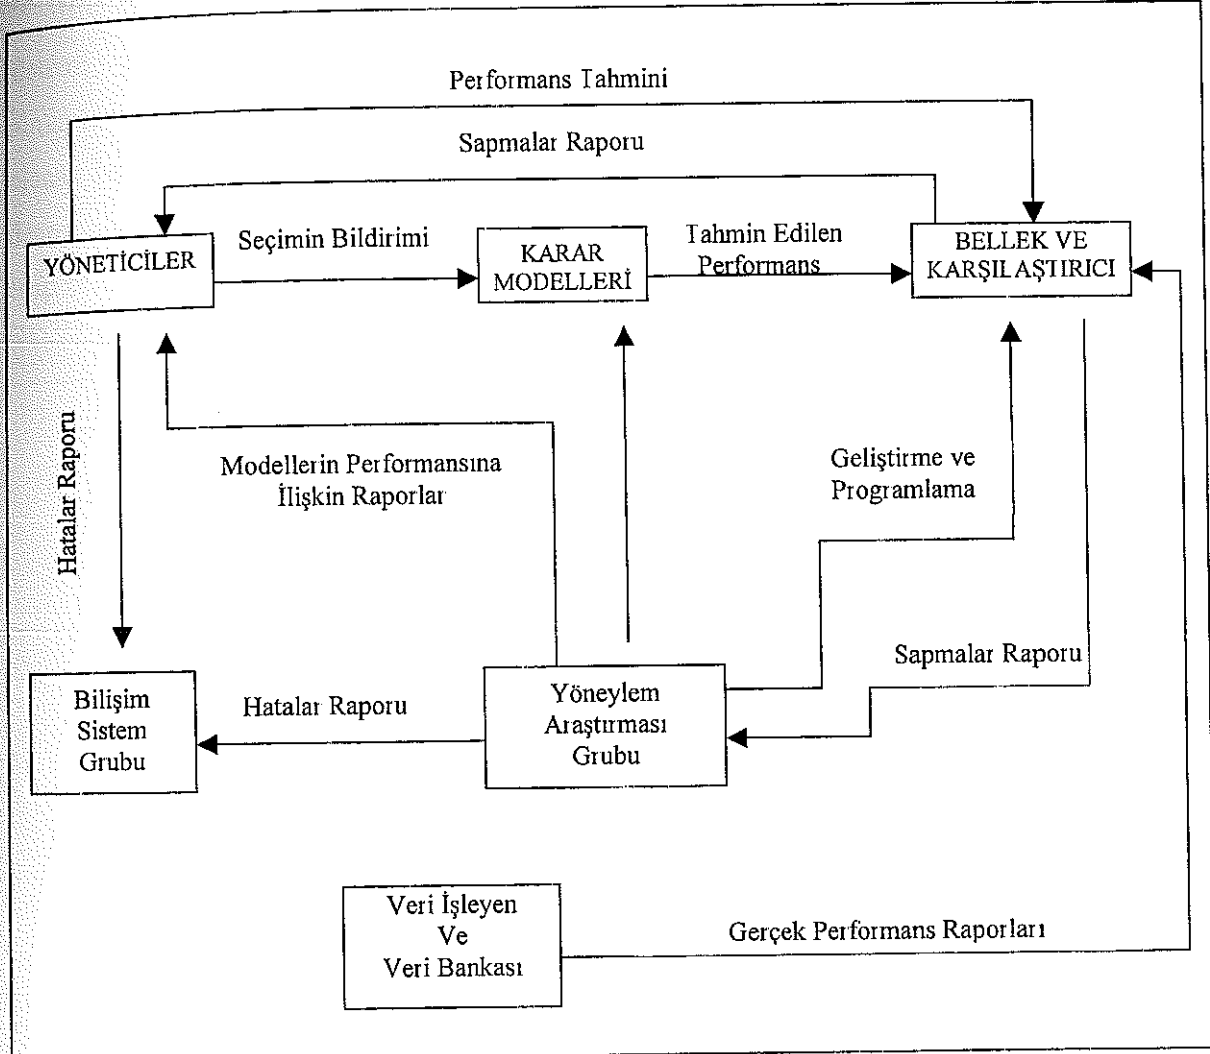 Performans Tahmini
Sapmalar Raporu
Seçimin Bildirimi
Tahmin Edilen
Performans
YÖNETİCİLER
KARAR
MODELLERİ
BELLEK VE
KARŞILAŞTIRICI
Hatalar Raporu
Modellerin Performansına
İlişkin Raporlar
Geliştirme ve
Programlama
Sapmalar Raporu
Bilişim
Sistem
Grubu
Hatalar Raporu
Yöneylem
Araştırması
Grubu
Veri İşleyen
Ve
Veri Bankası
Gerçek Performans Raporları